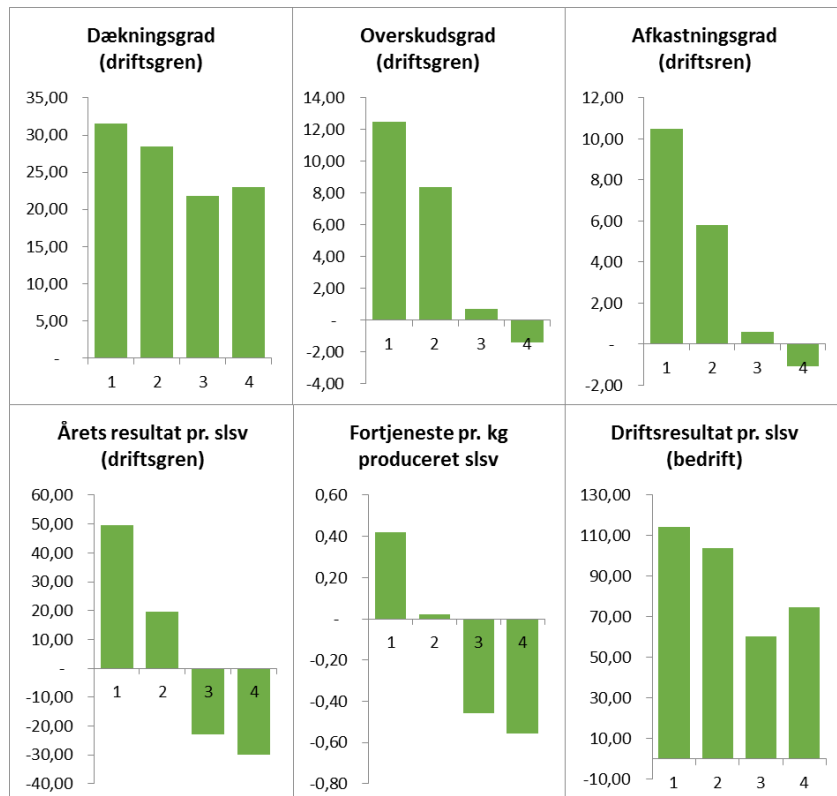 Dækningsgrad
(driftsgren)
35,00
30,00
25,00
20,00
15,00
10,00
5,00
-
1 2 3 4
Overskudsgrad
(driftsgren)
14,00
12,00
10,00
8,00
6,00
4,00
2,00
-
-2,00
-4,00
1 2 3 4
Afkastningsgrad
(driftsren)
12,00
10,00
8,00
6,00
4,00
2,00
-
-2,00
1 2 3 4
Årets resultat pr. slsv
(driftsgren)
60,00
50,00
40,00
30,00
20,00
10,00
-
-10,00
-20,00
-30,00
-40,00
1 2 3 4
Fortjeneste pr. kg
produceret slsv
0,60
0,40
0,20
-
-0,20
-0,40
-0,60
-0,80
1 2 3 4
Driftsresultat pr. slsv
(bedrift)
130,00
110,00
90,00
70,00
50,00
30,00
10,00
-10,00
1 2 3 4